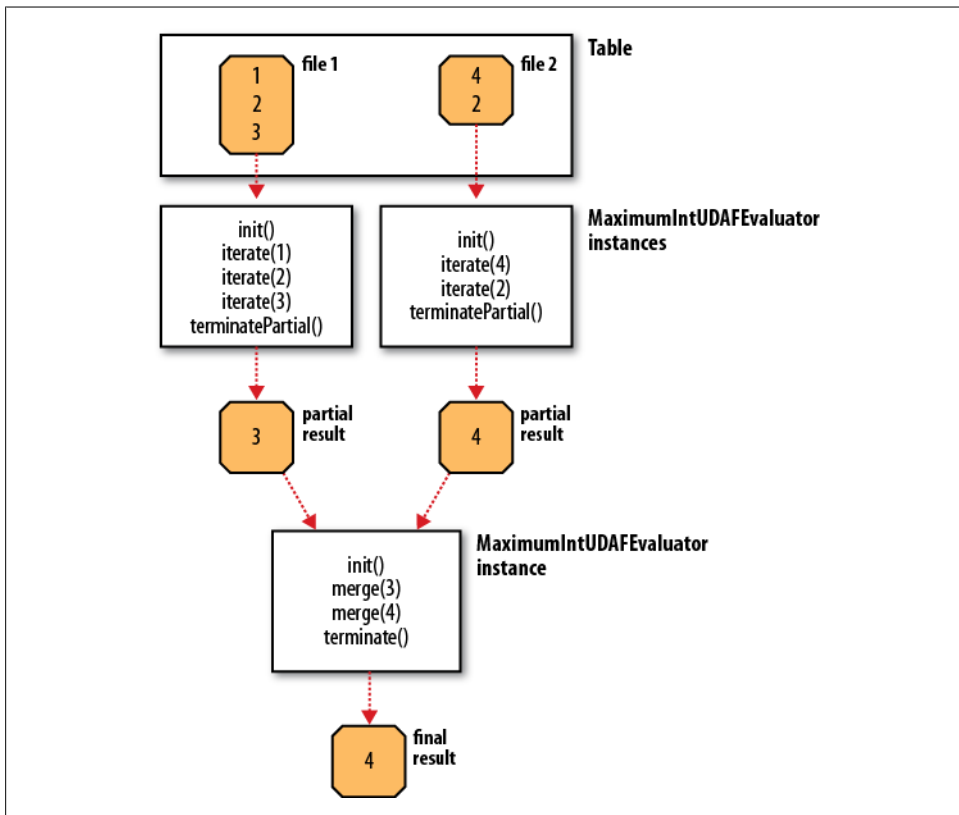 Table
file 1
1
2
3
file 2
4
2
MaximumIntUDAFEvaluator
instances
init()
iterate(1)
iterate(2)
iterate(3)
terminatePartial()
init()
iterate(4)
iterate(2)
terminatePartial()
3
partial
result
4
partial
result
MaximumIntUDAFEvaluator
instance
init()
merge(3)
merge(4)
terminate()
4
final
result